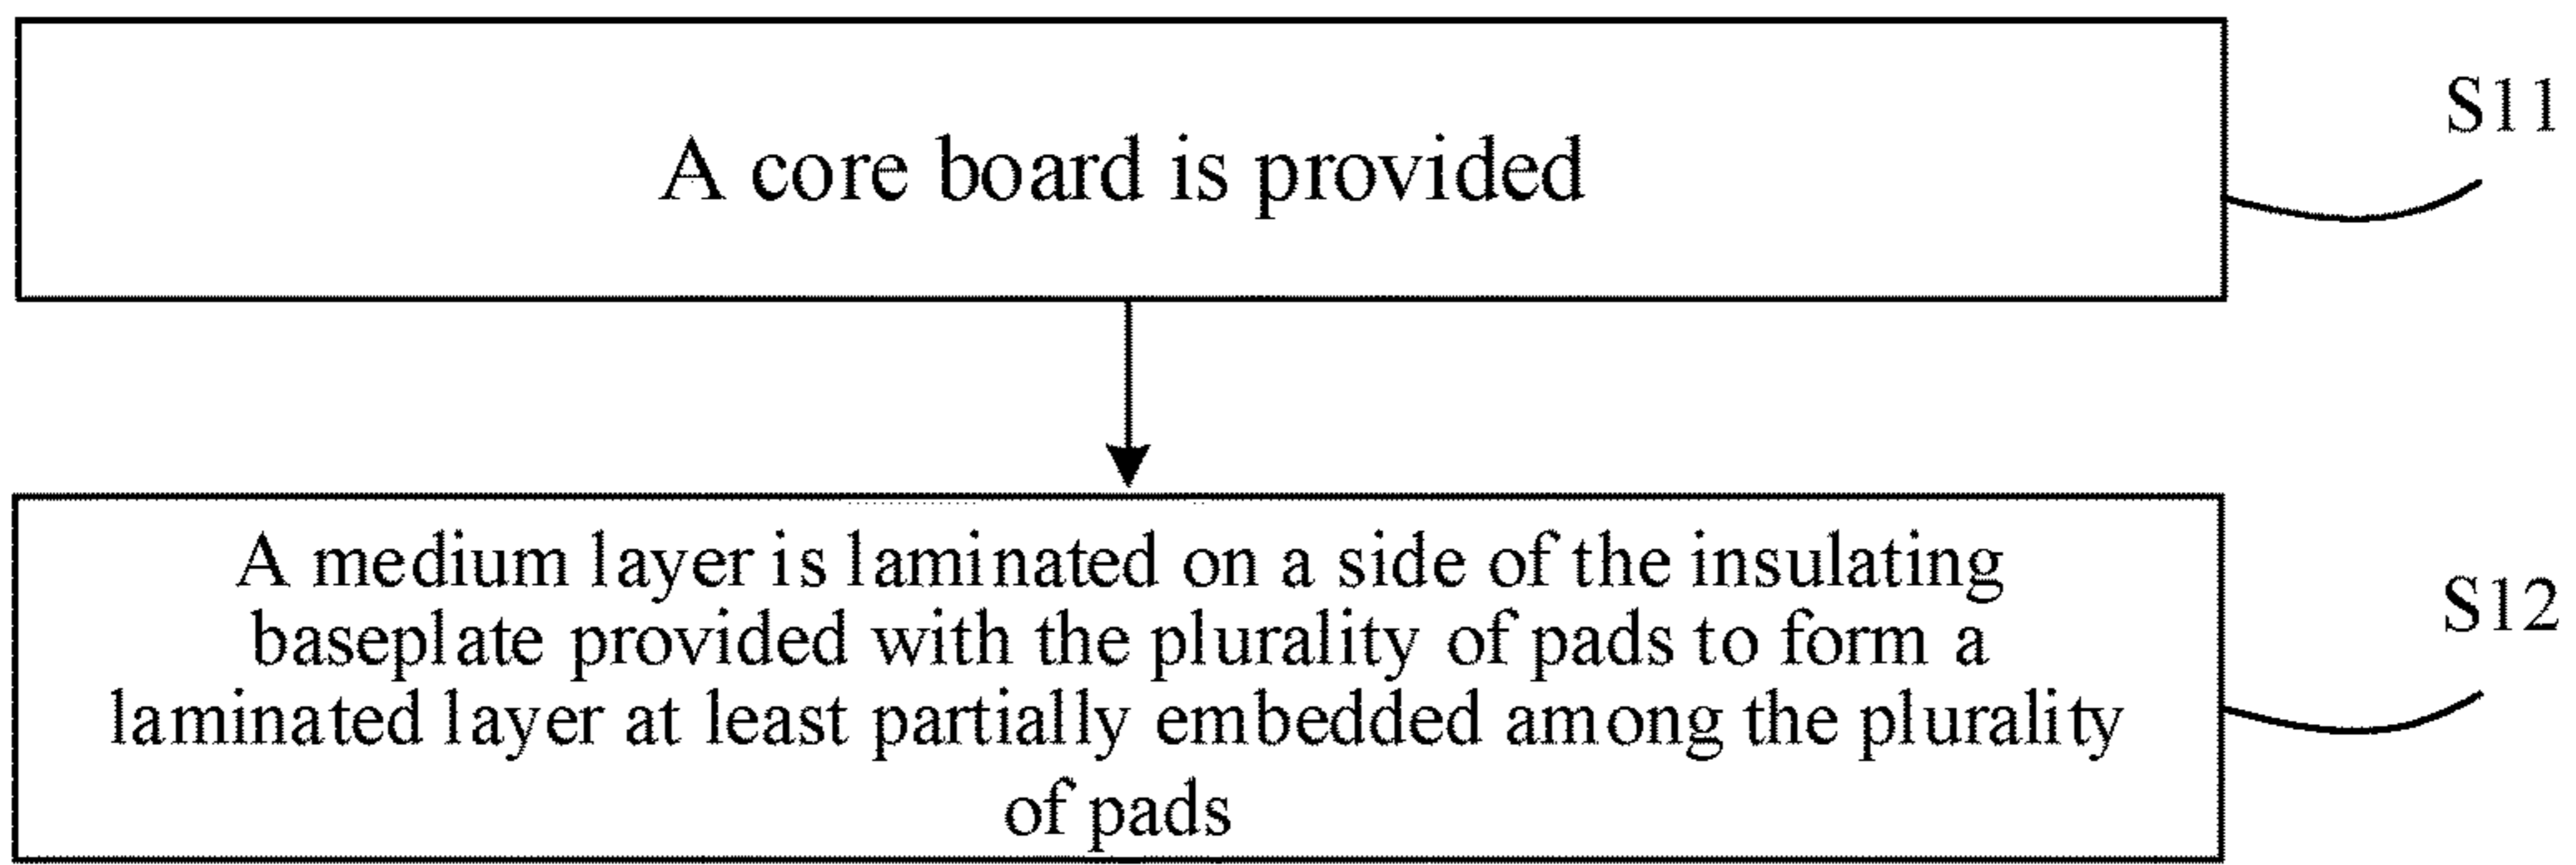 A core board is provided
S11
A medium layer is laminated on a side of the insulating
baseplate provided with the plurality of pads to form a
laminated layer at least partially embedded among the plurality
of pads
S12